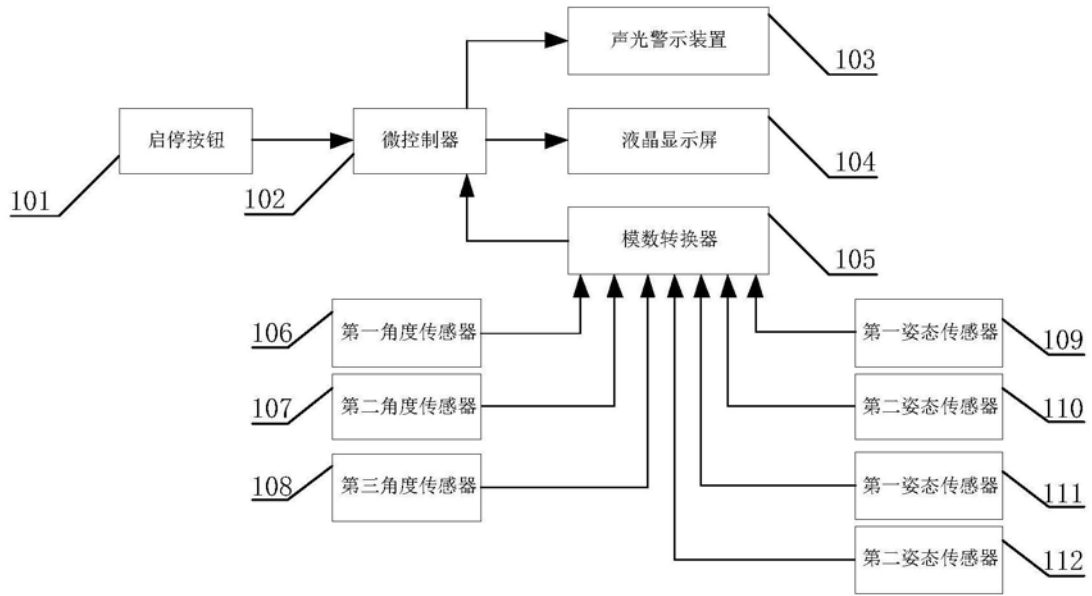 声光警示装置
103
启停按钮
101
微控制器
102
液晶显示屏
104
模数转换器
105
106
第一角度传感器
第一姿态传感器
109
107
第二角度传感器
第二姿态传感器
110
108
第三角度传感器
第一姿态传感器
111
第二姿态传感器
112